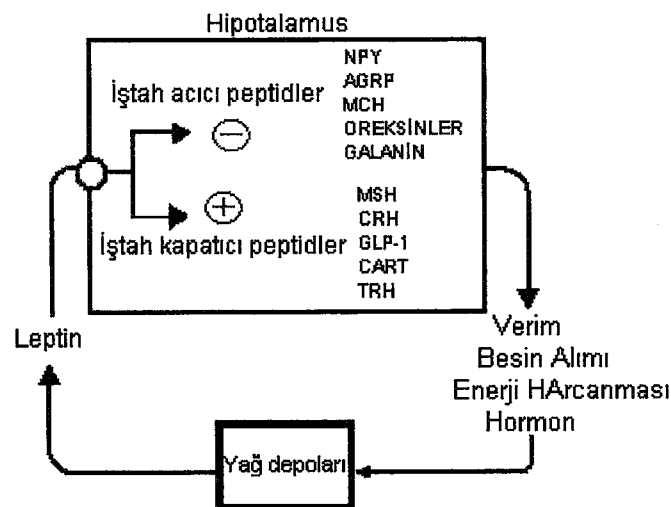 Hipotalamus
NPY
AGRP
İştah acıcı peptidler
MCH
OREKSİNLER
GALANİN
MSH
CRH
İştah kapatıcı peptidler
GLP-1
CART
TRH
Leptin
Verim
Besin Alımı
Enerji HArcanması
Hormon
Yağ depoları